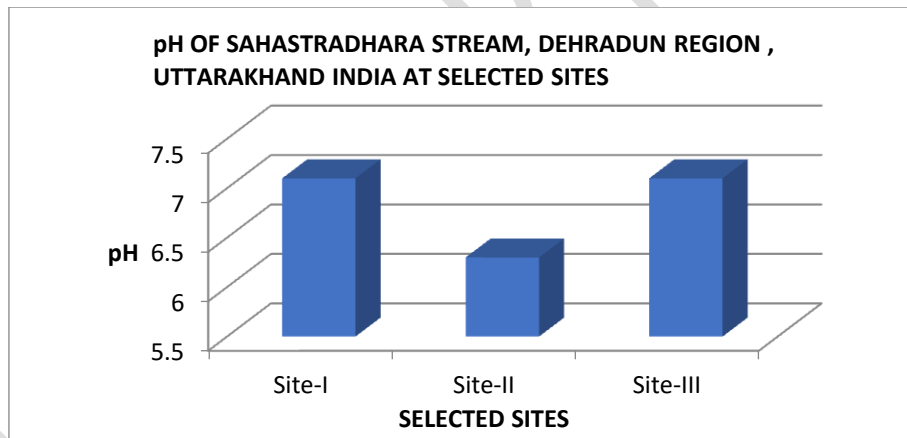 pH OF SAHASTRADHARA STREAM, DEHRADUN REGION ,
UTTARAKHAND INDIA AT SELECTED SITES
7.5
7
pH 6.5
6
5.5
Site-I Site-II Site-III
SELECTED SITES